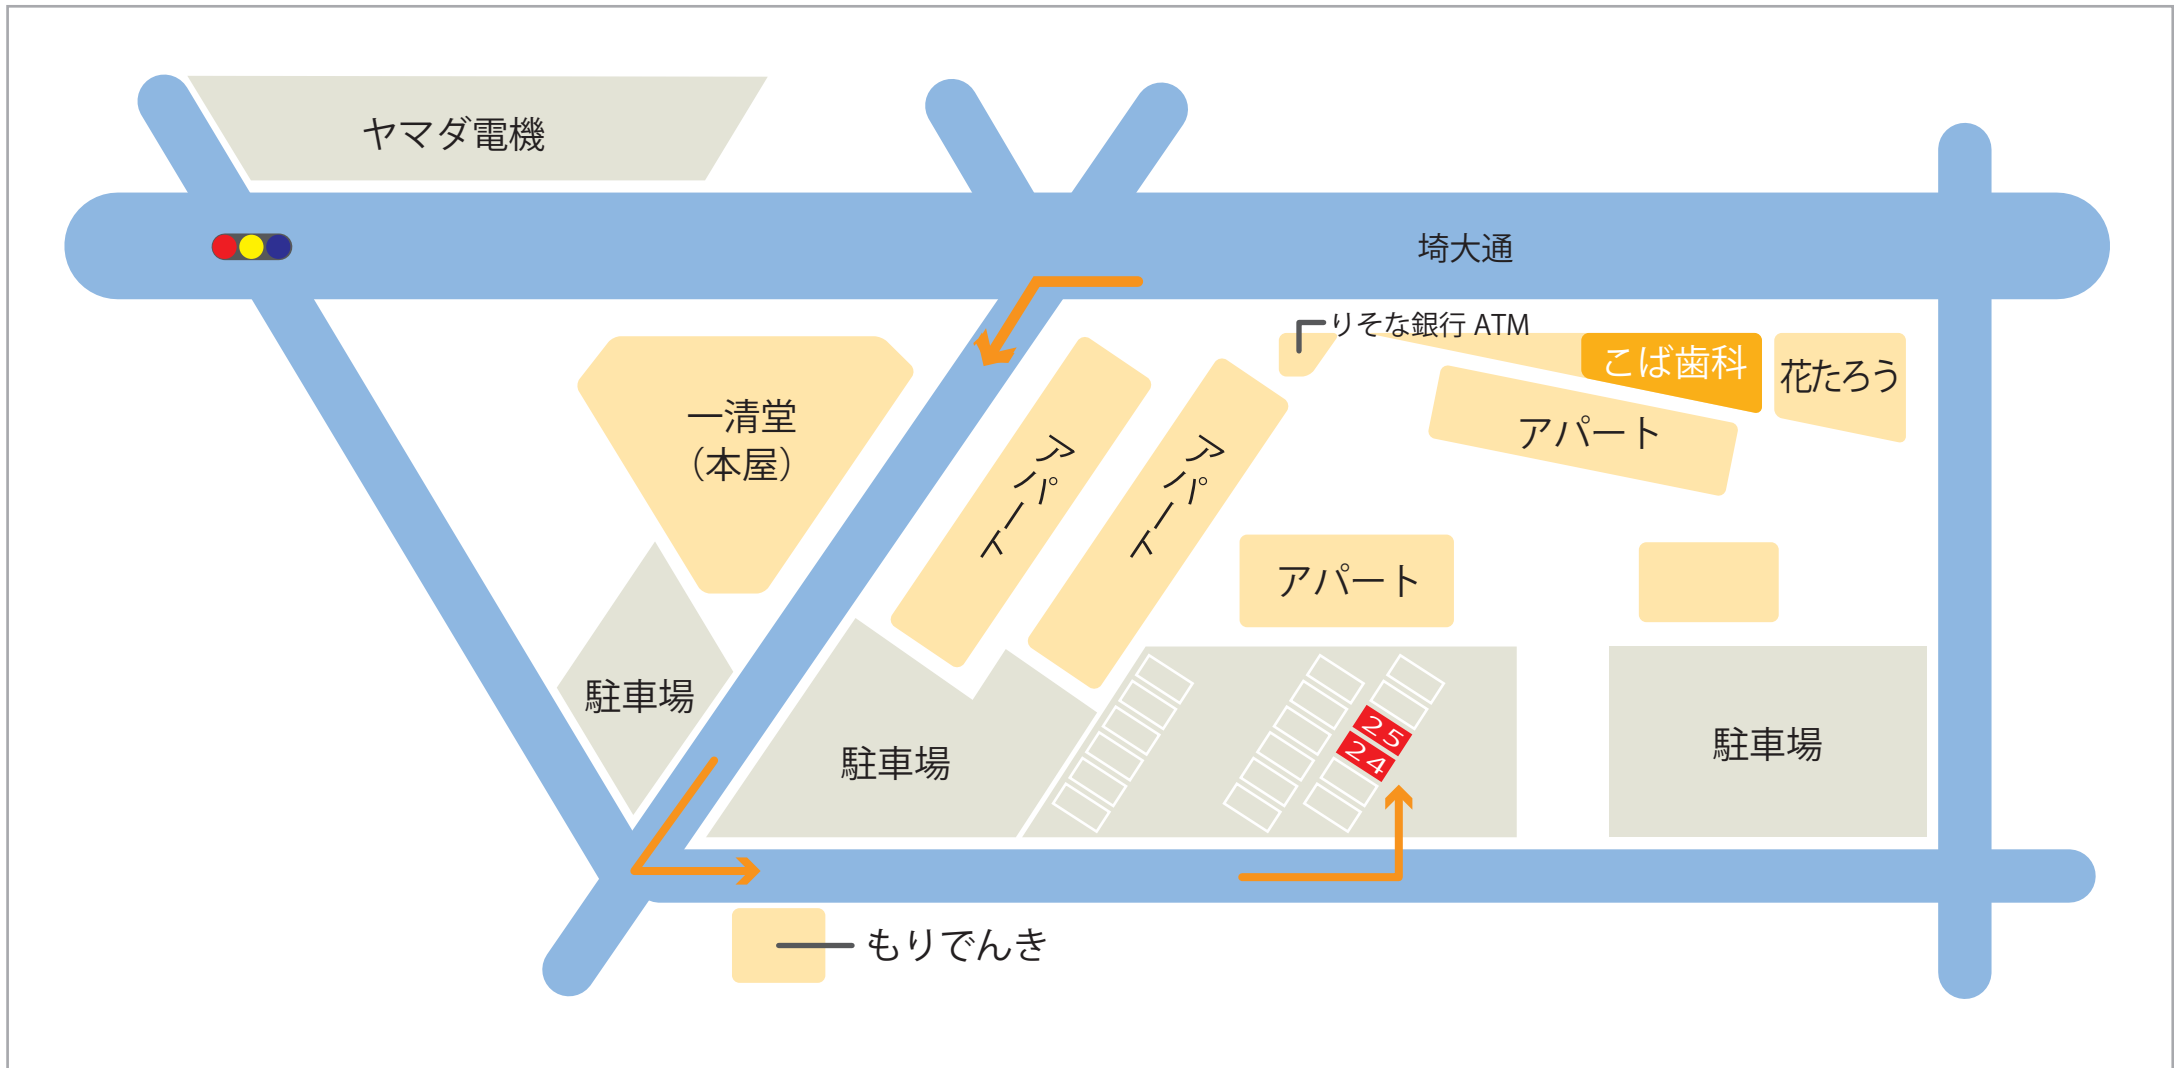 ヤマダ電機
埼大通
りそな銀行 ATM
こば歯科
花たろう
一清堂
（本屋）
アパート
アパート
アパート
アパート
駐車場
駐車場
25
24
駐車場
もりでんき